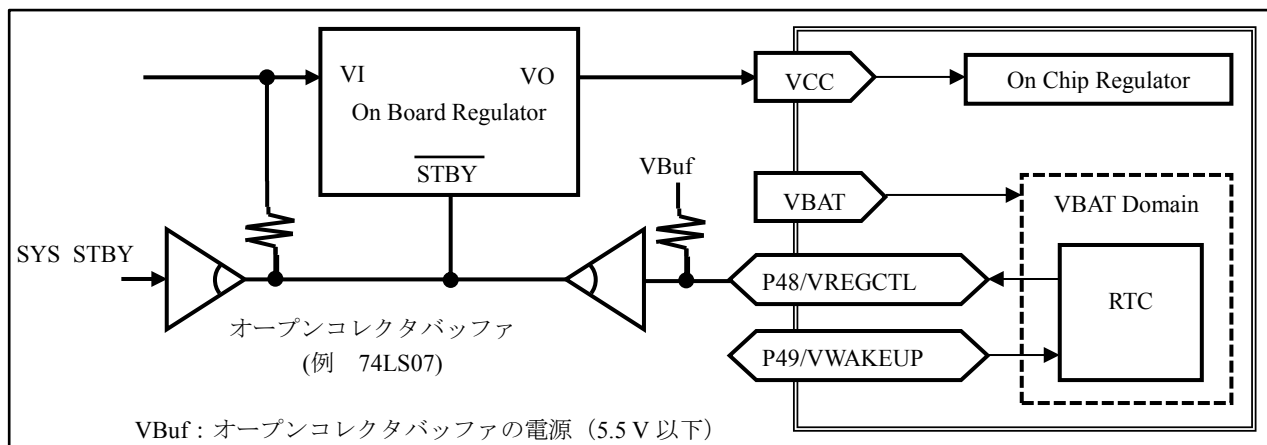 VI
VO
On Board Regulator
STBY
VCC
On Chip Regulator
VBuf
VBAT
VBAT Domain
SYS STBY
P48/VREGCTL
RTC
P49/VWAKEUP
オープンコレクタバッファ
(例 74LS07)
VBuf：オープンコレクタバッファの電源（5.5 V 以下）